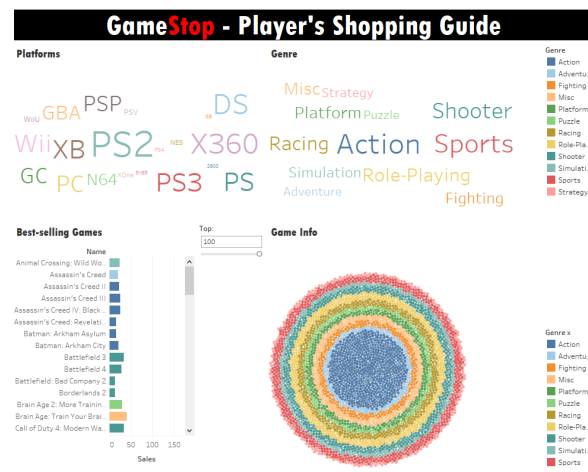 GameStop - Player's Shopping Guide
Platforms
WiiU GBA PSP PSV DS
Wii XB PS2 PS4 NES X360
GC PC N64 XOne PS3 2600 PS
Genre
Misc Strategy
Platform Puzzle Shooter
Racing Action Sports
Simulation Role-Playing
Adventure Fighting
Genre
Action
Adventu..
Fighting
Misc
Platform
Puzzle
Racing
Role-Pla..
Shooter
Simulati..
Sports
Strategy
Best-selling Games
Top:
100
Name
Animal Crossing: Wild Wo..
Assassin's Creed
Assassin's Creed II
Assassin's Creed III
Assassin's Creed IV: Black..
Assassin's Creed: Revelati..
Batman: Arkham Asylum
Batman: Arkham City
Battlefield 3
Battlefield 4
Battlefield: Bad Company 2
Borderlands 2
Brain Age 2: More Trainin..
Brain Age: Train Your Brai..
Call of Duty 4: Modern Wa..
0 50 100 150
Sales
Game Info
Genre x
Action
Adventu..
Fighting
Misc
Platform
Puzzle
Racing
Role-Pla..
Shooter
Simulati..
Sports